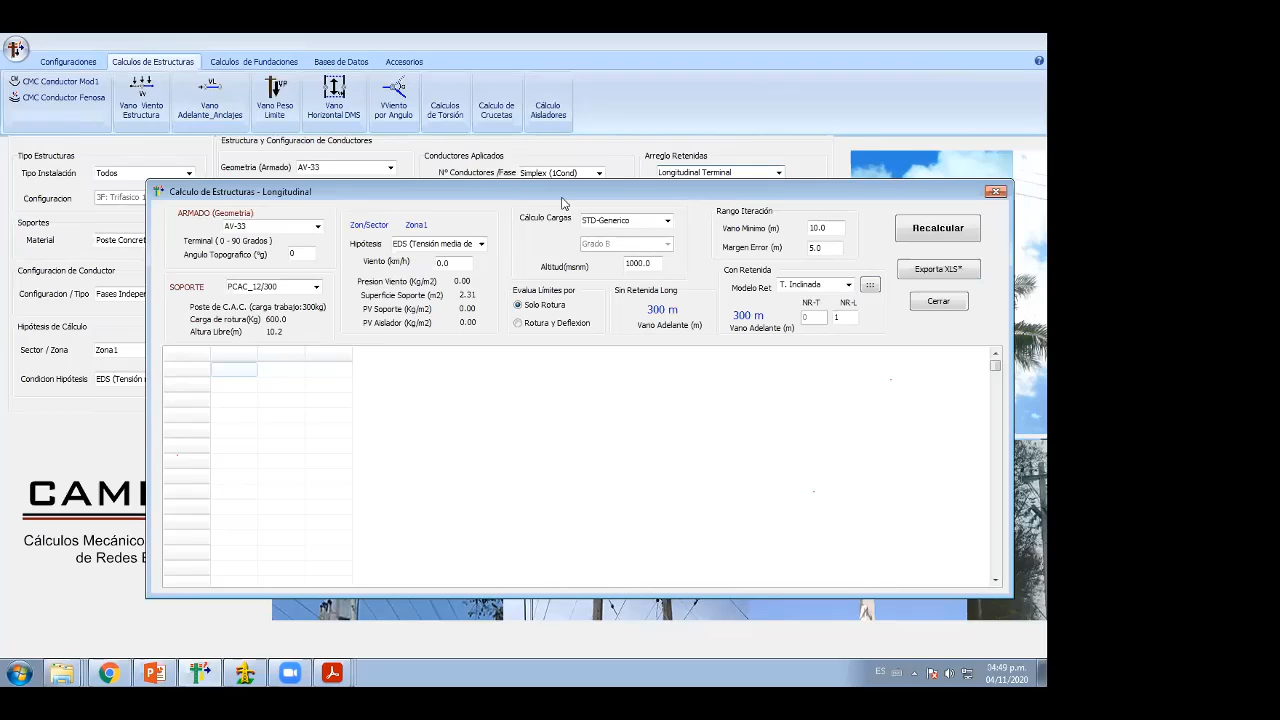 Configuraciones Calculos de Estructuras Calculos de Fundaciones Bases de Datos Accesorios
CMC Conductor Mod1
CMC Conductor Fenosa
Vano Viento Estructura
Vano Adelante_Anclajes
Vano Peso Limite
Vano Horizontal DMS
VViento por Angulo
Calculos de Torsión
Calculo de Crucetas
Cálculo Aisladores
Estructura y Configuracion de Conductores
Tipo Estructuras
Geometria (Armado) AV-33
Conductores Aplicados
Arreglo Retenidas
Tipo Instalación Todos
Nº Conductores /Fase Simplex (1Cond)
Longitudinal Terminal
Configuracion 3F: Trifasico 1
Soportes
Material Poste Concret
Configuracion de Conductor
Configuracion / Tipo Fases Indeper
Hipótesis de Cálculo
Sector / Zona Zona1
Condicion Hipótesis EDS (Tensión
Calculo de Estructuras - Longitudinal
ARMADO (Geometria)
AV-33
Terminal ( 0 - 90 Grados )
Angulo Topografico (ºg) 0
SOPORTE PCAC_12/300
Poste de C.A.C. (carga trabajo:300kg)
Carga de rotura(Kg) 600.0
Altura Libre(m) 10.2
Zon/Sector Zona1
Hipótesis EDS (Tensión media de
Viento (km/h) 0.0
Presion Viento (Kg/m2) 0.00
Superficie Soporte (m2) 2.31
PV Soporte (Kg/m2) 0.00
PV Aislador (Kg/m2) 0.00
Cálculo Cargas STD-Generico
Grado B
Altitud(msnm) 1000.0
Evalua Límites por
Solo Rotura
Rotura y Deflexion
Sin Retenida Long
300 m
Vano Adelante (m)
Rango Iteración
Vano Minimo (m) 10.0
Margen Error (m) 5.0
Con Retenida
Modelo Ret T. Inclinada
NR-T NR-L
300 m 0 1
Vano Adelante (m)
Recalcular
Exporta XLS*
Cerrar
CAMI
Cálculos Mecánico
de Redes E
ES
04:49 p.m.
04/11/2020